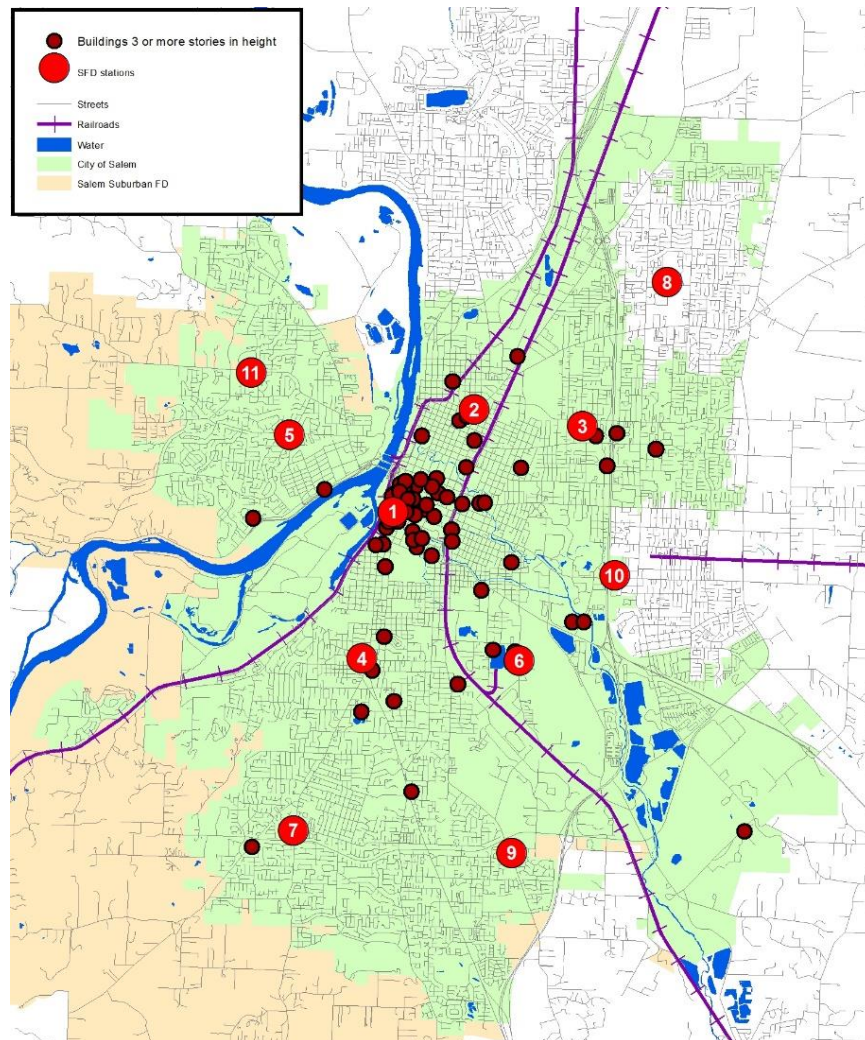 Buildings 3 or more stories in height
SFD stations
Streets
Railroads
Water
City of Salem
Salem Suburban FD
8
11
2
3
5
1
10
4
6
7
9